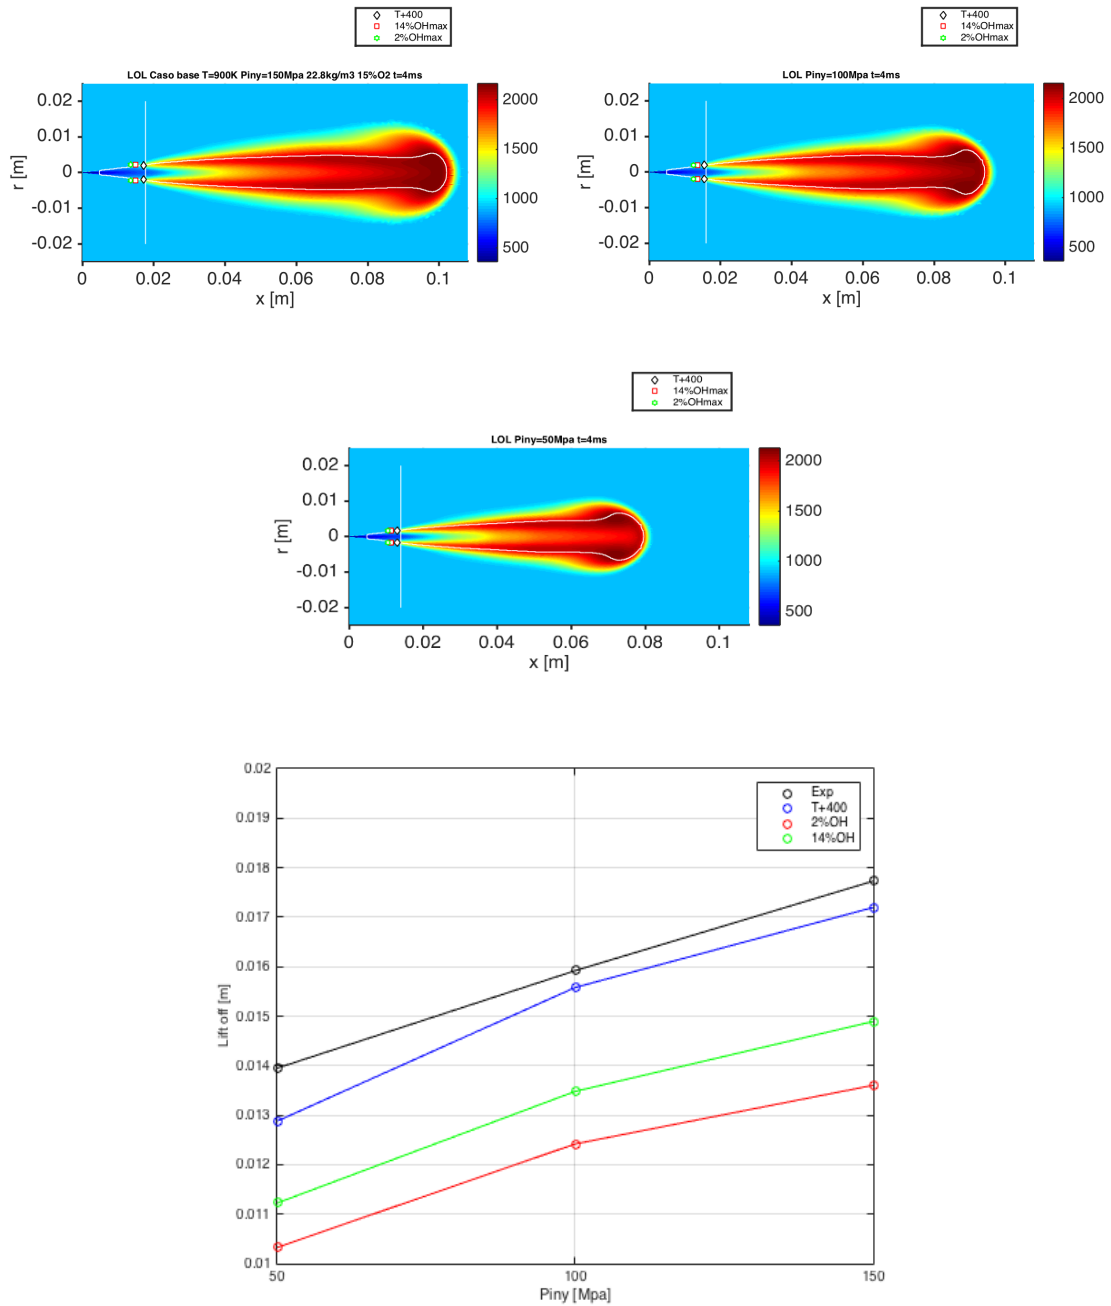 T+400
14%OHmax
2%OHmax
LOL Caso base T=900K Piny=150Mpa 22.8kg/m3 15%O2 t=4ms
0.02
0.01
0
-0.01
-0.02
r [m]
0 0.02 0.04 0.06 0.08 0.1
x [m]
2000
1500
1000
500
T+400
14%OHmax
2%OHmax
LOL Piny=100Mpa t=4ms
0.02
0.01
0
-0.01
-0.02
r [m]
0 0.02 0.04 0.06 0.08 0.1
x [m]
2000
1500
1000
500
T+400
14%OHmax
2%OHmax
LOL Piny=50Mpa t=4ms
0.02
0.01
0
-0.01
-0.02
r [m]
0 0.02 0.04 0.06 0.08 0.1
x [m]
2000
1500
1000
500
Exp
T+400
2%OH
14%OH
0.02
0.019
0.018
0.017
0.016
0.015
0.014
0.013
0.012
0.011
0.01
Lift off [m]
50 100 150
Piny [Mpa]